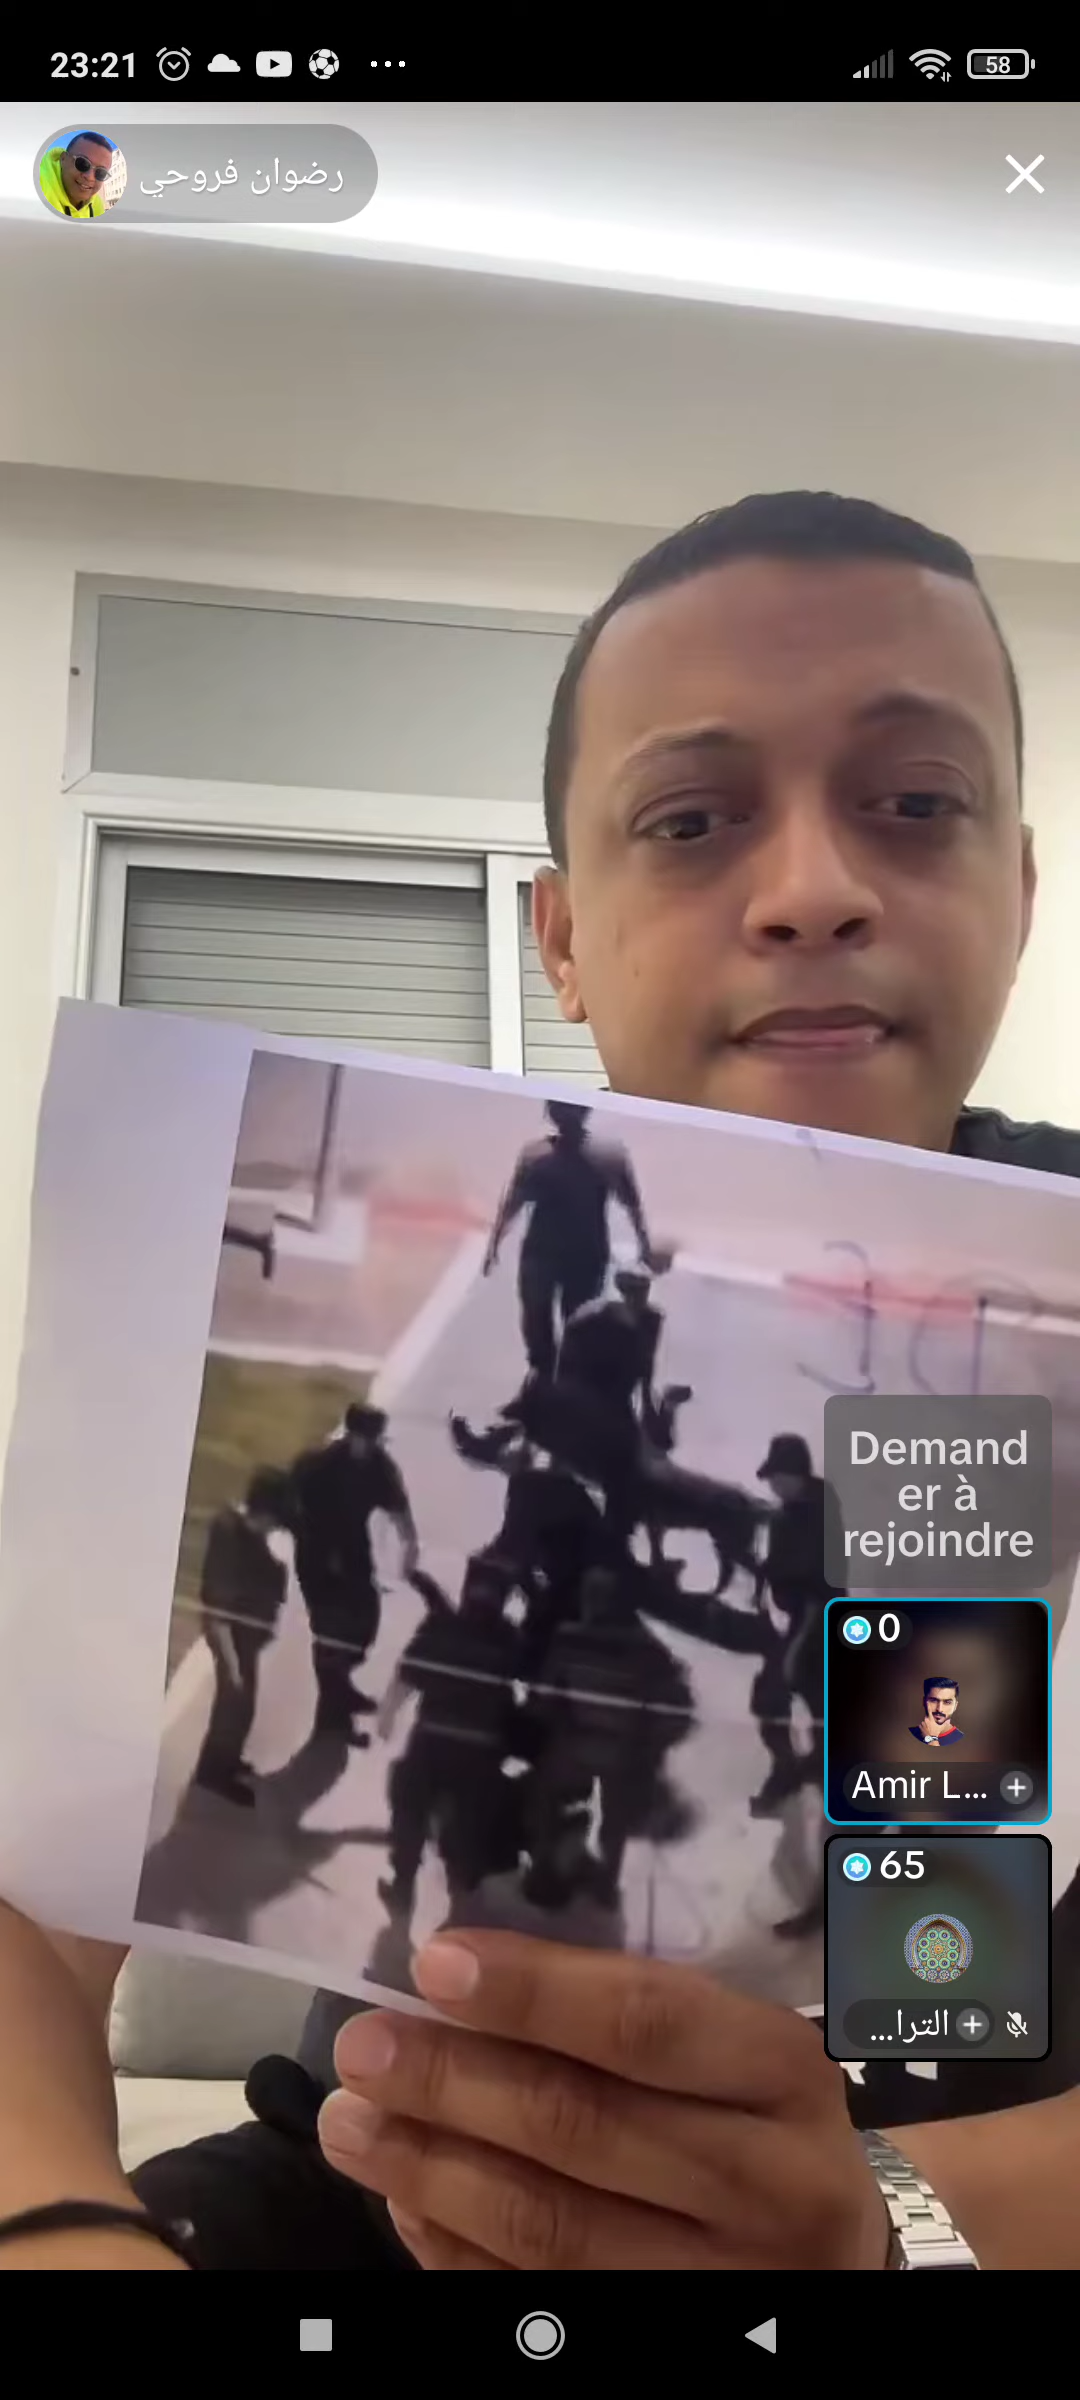 23:21
58
رضوان فروحي
Demand
er à
rejoindre
0
Amir L...
65
الترا...